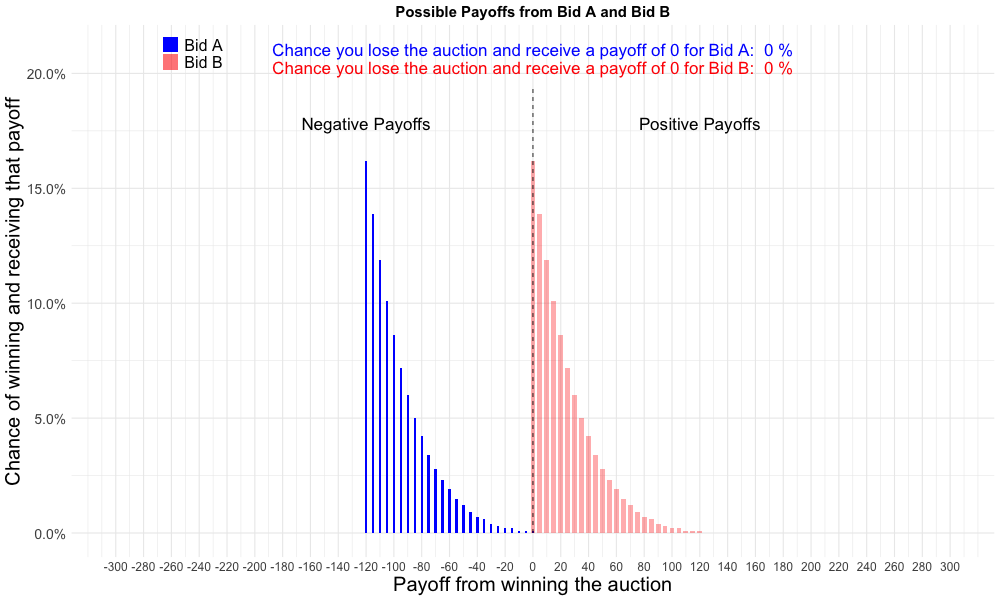 Possible Payoffs from Bid A and Bid B
Bid A
Bid B
Chance you lose the auction and receive a payoff of 0 for Bid A:  0 %
Chance you lose the auction and receive a payoff of 0 for Bid B:  0 %
Negative Payoffs
Positive Payoffs
Chance of winning and receiving that payoff
20.0%
15.0%
10.0%
5.0%
0.0%
-300 -280 -260 -240 -220 -200 -180 -160 -140 -120 -100 -80 -60 -40 -20 0 20 40 60 80 100 120 140 160 180 200 220 240 260 280 300
Payoff from winning the auction